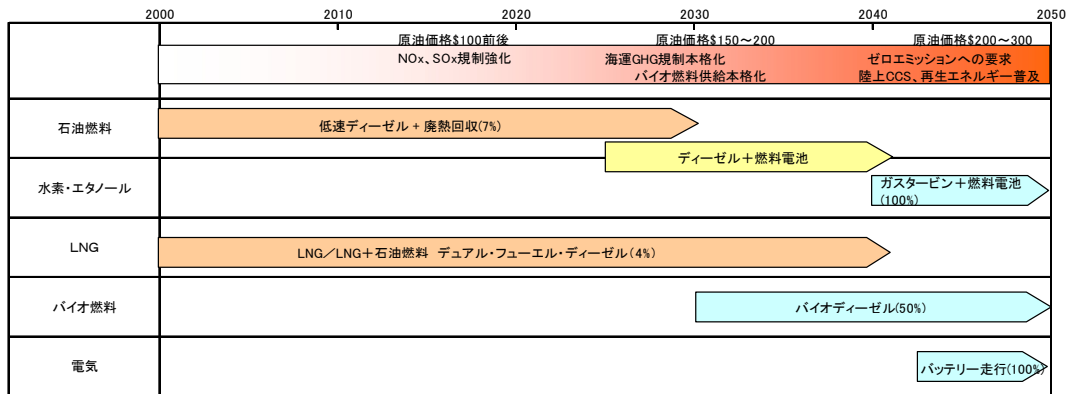 2000 2010 2020 2030 2040 2050
原油価格$100前後 原油価格$150～200 原油価格$200～300
NOx、SOx規制強化 海運GHG規制本格化 ゼロエミッションへの要求
バイオ燃料供給本格化 陸上CCS、再生エネルギー普及
石油燃料
低速ディーゼル + 廃熱回収(7%)
ディーゼル＋燃料電池
水素・エタノール
ガスタービン＋燃料電池
(100%)
LNG
LNG／LNG＋石油燃料 デュアル・フューエル・ディーゼル(4%)
バイオ燃料
バイオディーゼル(50%)
電気
バッテリー走行(100%)